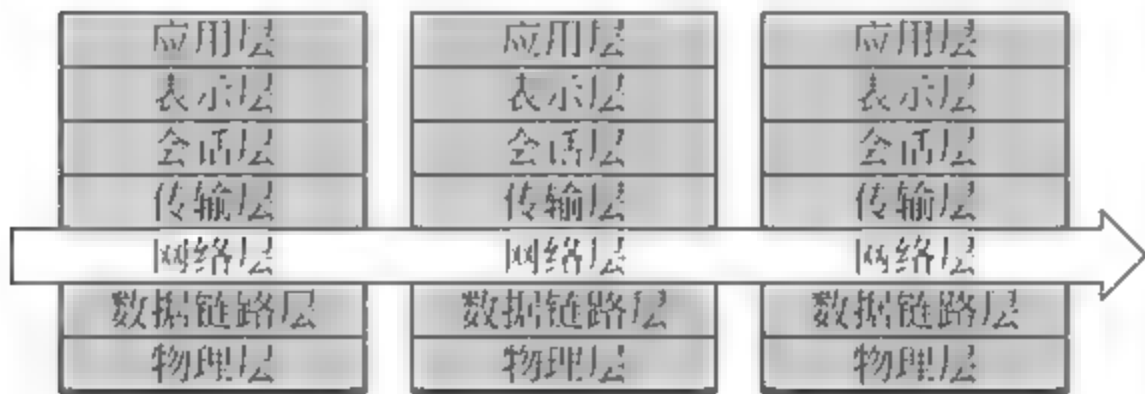 应用层 应用层 应用层
表示层 表示层 表示层
会话层 会话层 会话层
传输层 传输层 传输层
网络层 网络层 网络层
数据链路层 数据链路层 数据链路层
物理层 物理层 物理层